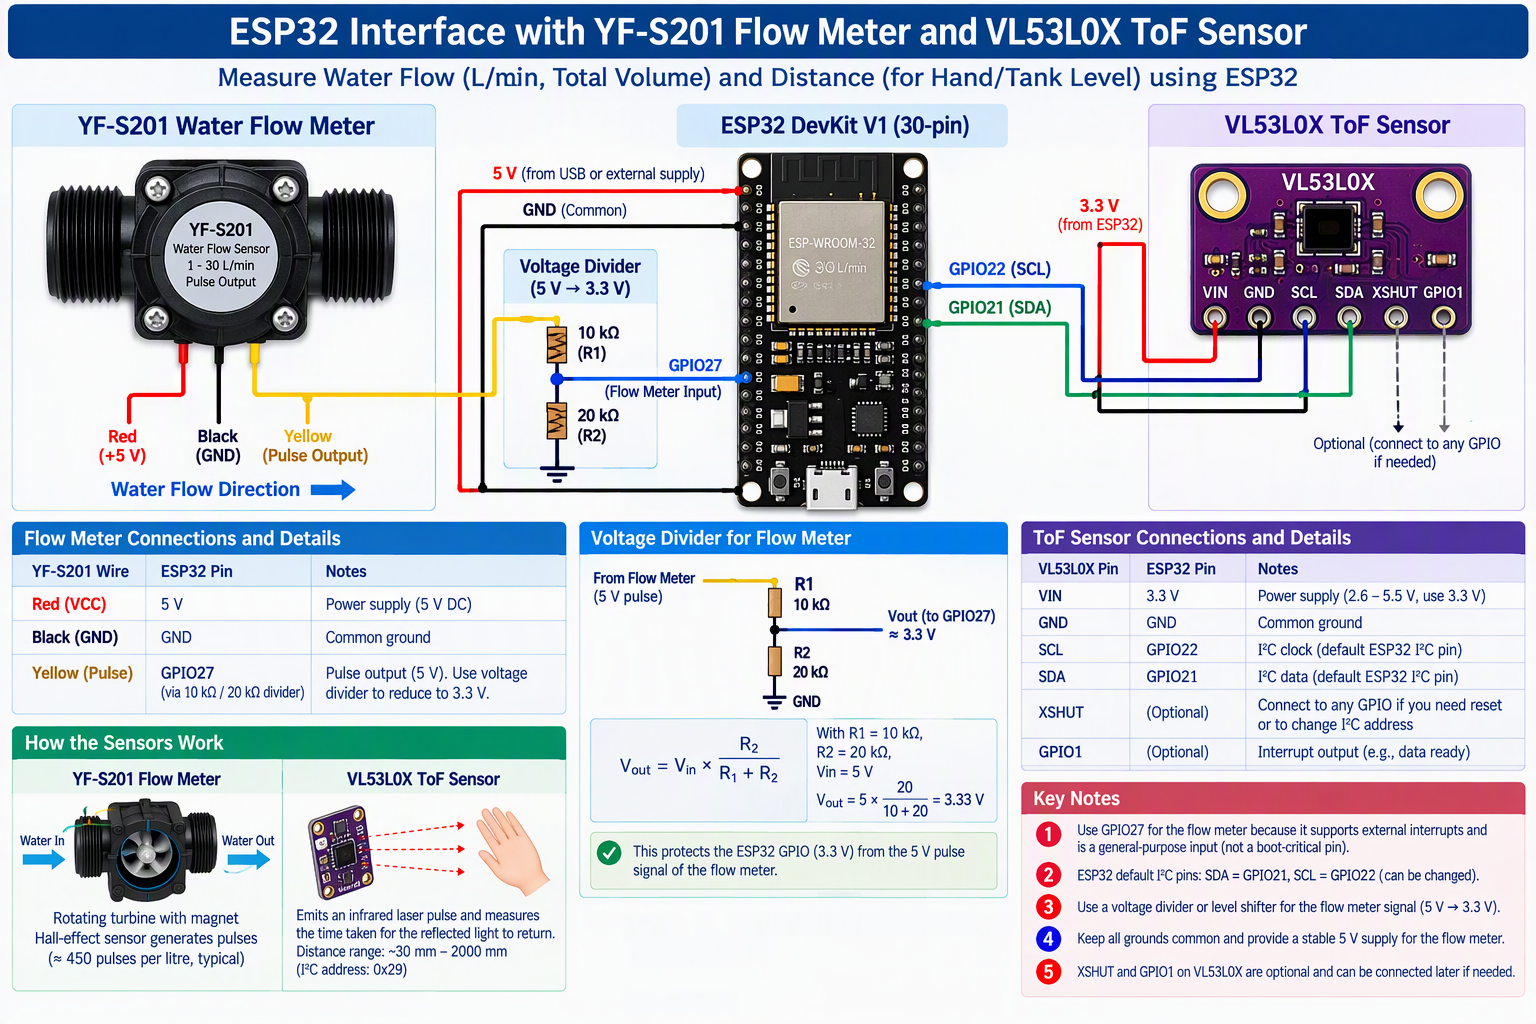 ESP32 Interface with YF-S201 Flow Meter and VL53L0X ToF Sensor
Measure Water Flow (L/min, Total Volume) and Distance (for Hand/Tank Level) using ESP32
YF-S201 Water Flow Meter
YF-S201
Water Flow Sensor
1 - 30 L/min
Pulse Output
Red
(+5 V)
Black
(GND)
Yellow
(Pulse Output)
Water Flow Direction
5 V (from USB or external supply)
GND (Common)
Voltage Divider
(5 V → 3.3 V)
10 kΩ
(R1)
20 kΩ
(R2)
GPIO27
(Flow Meter Input)
ESP32 DevKit V1 (30-pin)
ESP-WROOM-32
30 L/min
GPIO22 (SCL)
GPIO21 (SDA)
3.3 V
(from ESP32)
VL53L0X ToF Sensor
VL53L0X
VIN GND SCL SDA XSHUT GPIO1
Optional (connect to any GPIO
if needed)
Flow Meter Connections and Details
YF-S201 Wire ESP32 Pin Notes
Red (VCC) 5 V Power supply (5 V DC)
Black (GND) GND Common ground
Yellow (Pulse) GPIO27 Pulse output (5 V). Use voltage
(via 10 kΩ / 20 kΩ divider) divider to reduce to 3.3 V.
How the Sensors Work
YF-S201 Flow Meter
Water In
Water Out
Rotating turbine with magnet
Hall-effect sensor generates pulses
(≈ 450 pulses per litre, typical)
VL53L0X ToF Sensor
Emits an infrared laser pulse and measures
the time taken for the reflected light to return.
Distance range: ~30 mm – 2000 mm
(I²C address: 0x29)
Voltage Divider for Flow Meter
From Flow Meter
(5 V pulse)
R1
10 kΩ
Vout (to GPIO27)
≈ 3.3 V
R2
20 kΩ
GND
Vout = Vin × R2 / (R1 + R2)
With R1 = 10 kΩ,
R2 = 20 kΩ,
Vin = 5 V
Vout = 5 × 20 / (10 + 20) = 3.33 V
This protects the ESP32 GPIO (3.3 V) from the 5 V pulse
signal of the flow meter.
ToF Sensor Connections and Details
VL53L0X Pin ESP32 Pin Notes
VIN 3.3 V Power supply (2.6 – 5.5 V, use 3.3 V)
GND GND Common ground
SCL GPIO22 I²C clock (default ESP32 I²C pin)
SDA GPIO21 I²C data (default ESP32 I²C pin)
XSHUT (Optional) Connect to any GPIO if you need reset
or to change I²C address
GPIO1 (Optional) Interrupt output (e.g., data ready)
Key Notes
1 Use GPIO27 for the flow meter because it supports external interrupts and
is a general-purpose input (not a boot-critical pin).
2 ESP32 default I²C pins: SDA = GPIO21, SCL = GPIO22 (can be changed).
3 Use a voltage divider or level shifter for the flow meter signal (5 V → 3.3 V).
4 Keep all grounds common and provide a stable 5 V supply for the flow meter.
5 XSHUT and GPIO1 on VL53L0X are optional and can be connected later if needed.